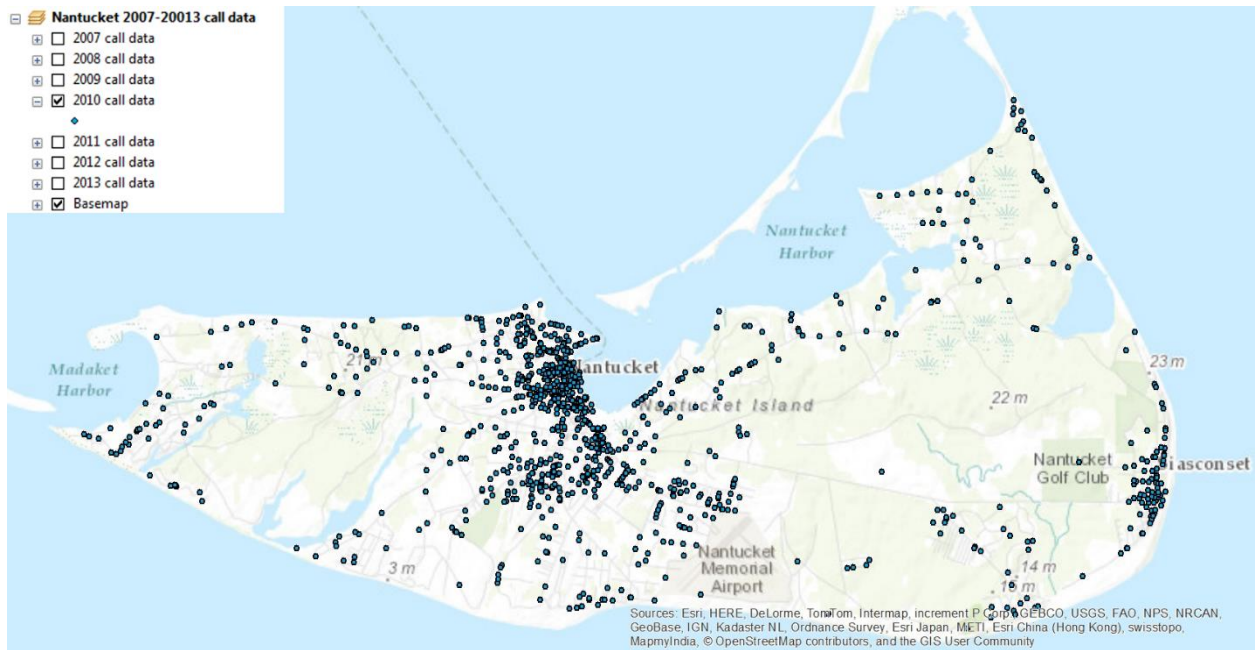 Nantucket 2007-20013 call data
2007 call data
2008 call data
2009 call data
2010 call data
2011 call data
2012 call data
2013 call data
Basemap
Nantucket
Harbor
Madaket
Harbor
21 m
Nantucket
Nantucket Island
23 m
22 m
Nantucket
Golf Club
iasconset
Nantucket
Memorial
Airport
3 m
14 m
Sources: Esri, HERE, DeLorme, TomTom, Intermap, increment P Corp., GEBCO, USGS, FAO, NPS, NRCAN,
GeoBase, IGN, Kadaster NL, Ordnance Survey, Esri Japan, METI, Esri China (Hong Kong), swisstopo,
MapmyIndia, © OpenStreetMap contributors, and the GIS User Community